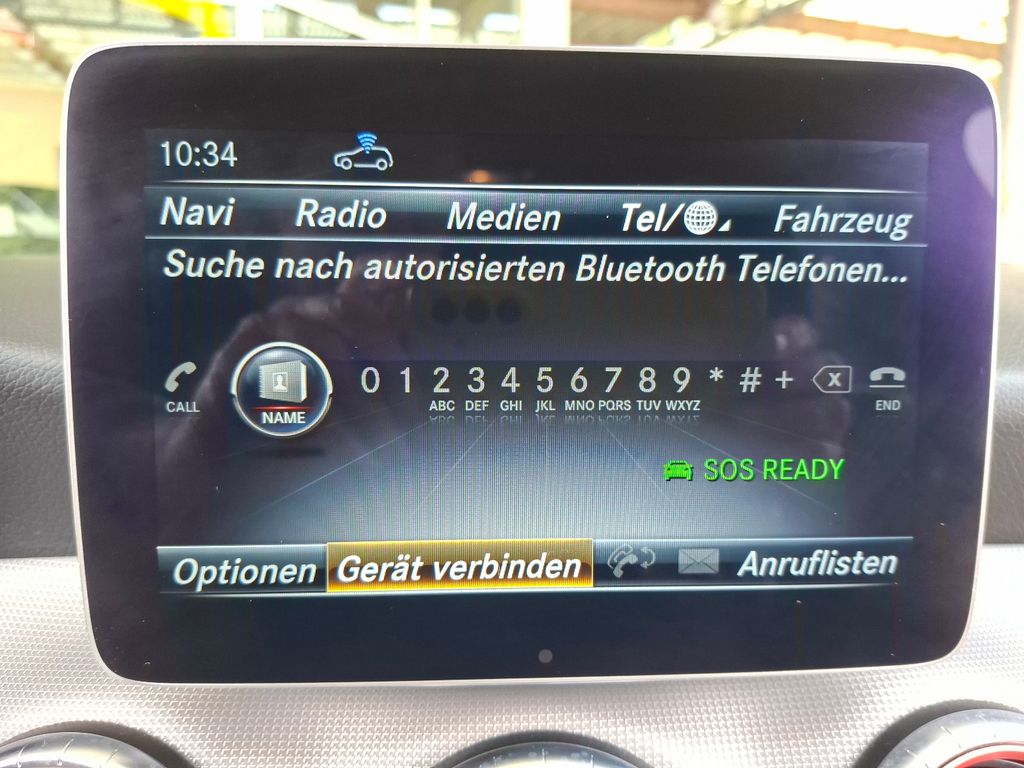 10:34
Navi Radio Medien Tel/ Fahrzeug
Suche nach autorisierten Bluetooth Telefonen...
0 1 2 3 4 5 6 7 8 9 * # + x
CALL NAME ABC DEF GHI JKL MNO PQRS TUV WXYZ END
SOS READY
Optionen Gerät verbinden Anruflisten